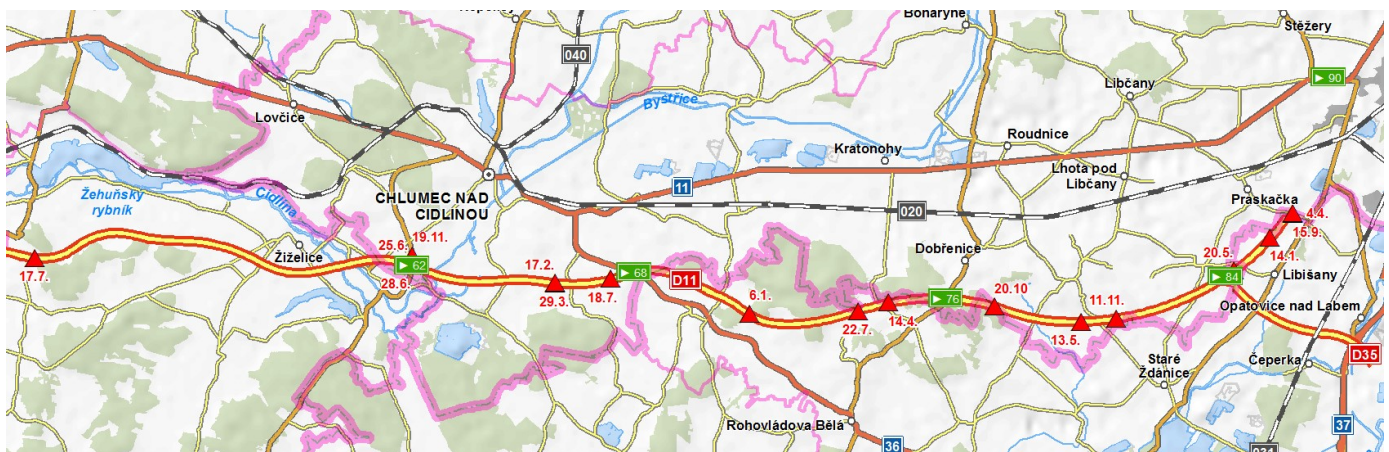 Boharyně
Stěžery
040
90
Libčany
Lovčice
Bystřice
Roudnice
Kratonohy
Lhota pod
Libčany
11
CHLUMEC NAD
CIDLINOU
Žehuňský
rybník
Cidlina
020
Praskačka
4.4.
15.9.
19.11.
25.6.
Dobřenice
20.5.
14.1.
Žiželice
62
28.6.
17.7.
17.2.
68
D11
84
Libišany
29.3.
18.7.
6.1.
76
20.10
11.11.
Opatovice nad Labem
22.7.
14.4.
13.5.
D35
Staré
Ždánice
Čeperka
Rohovládova Bělá
36
37